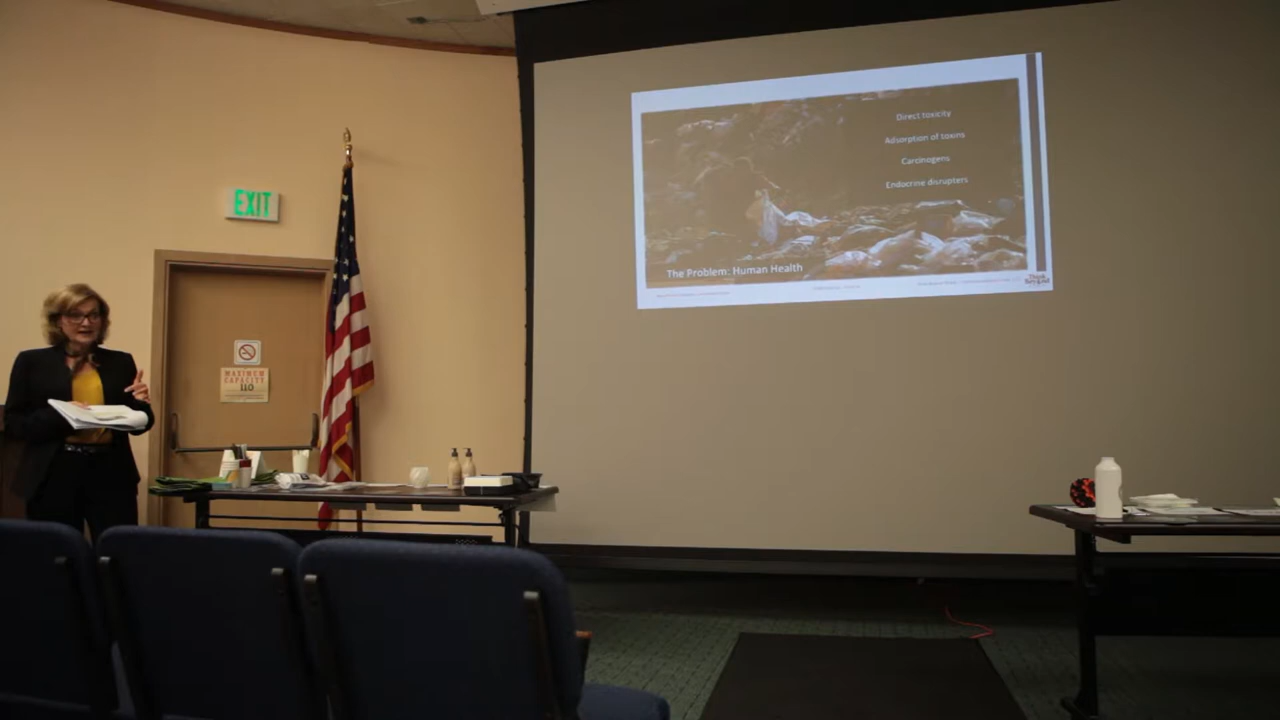 EXIT
MAXIMUM
CAPACITY
110
Direct toxicity
Adsorption of toxins
Carcinogens
Endocrine disrupters
The Problem: Human Health